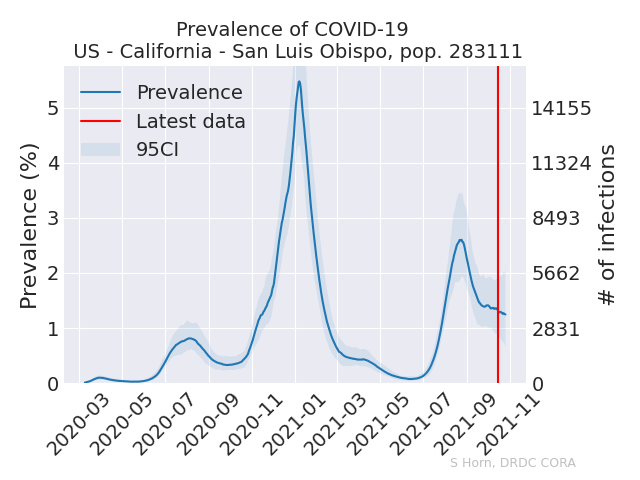 Prevalence of COVID-19
US - California - San Luis Obispo, pop. 283111
Prevalence
Latest data
95CI
Prevalence (%)
5
4
3
2
1
0
14155
11324
8493
5662
2831
0
# of infections
2020-03
2020-05
2020-07
2020-09
2020-11
2021-01
2021-03
2021-05
2021-07
2021-09
2021-11
S Horn, DRDC CORA